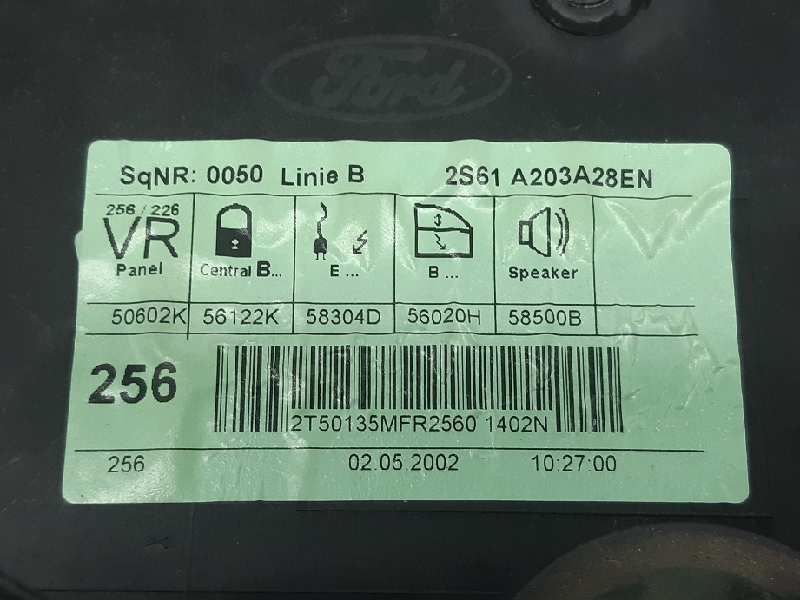 Ford
SqNR: 0050 Linie B 2S61 A203A28EN
256 / 226
VR
Panel Central B... E ... B ... Speaker
50602K 56122K 58304D 56020H 58500B
256
2T50135MFR2560 1402N
256 02.05.2002 10:27:00